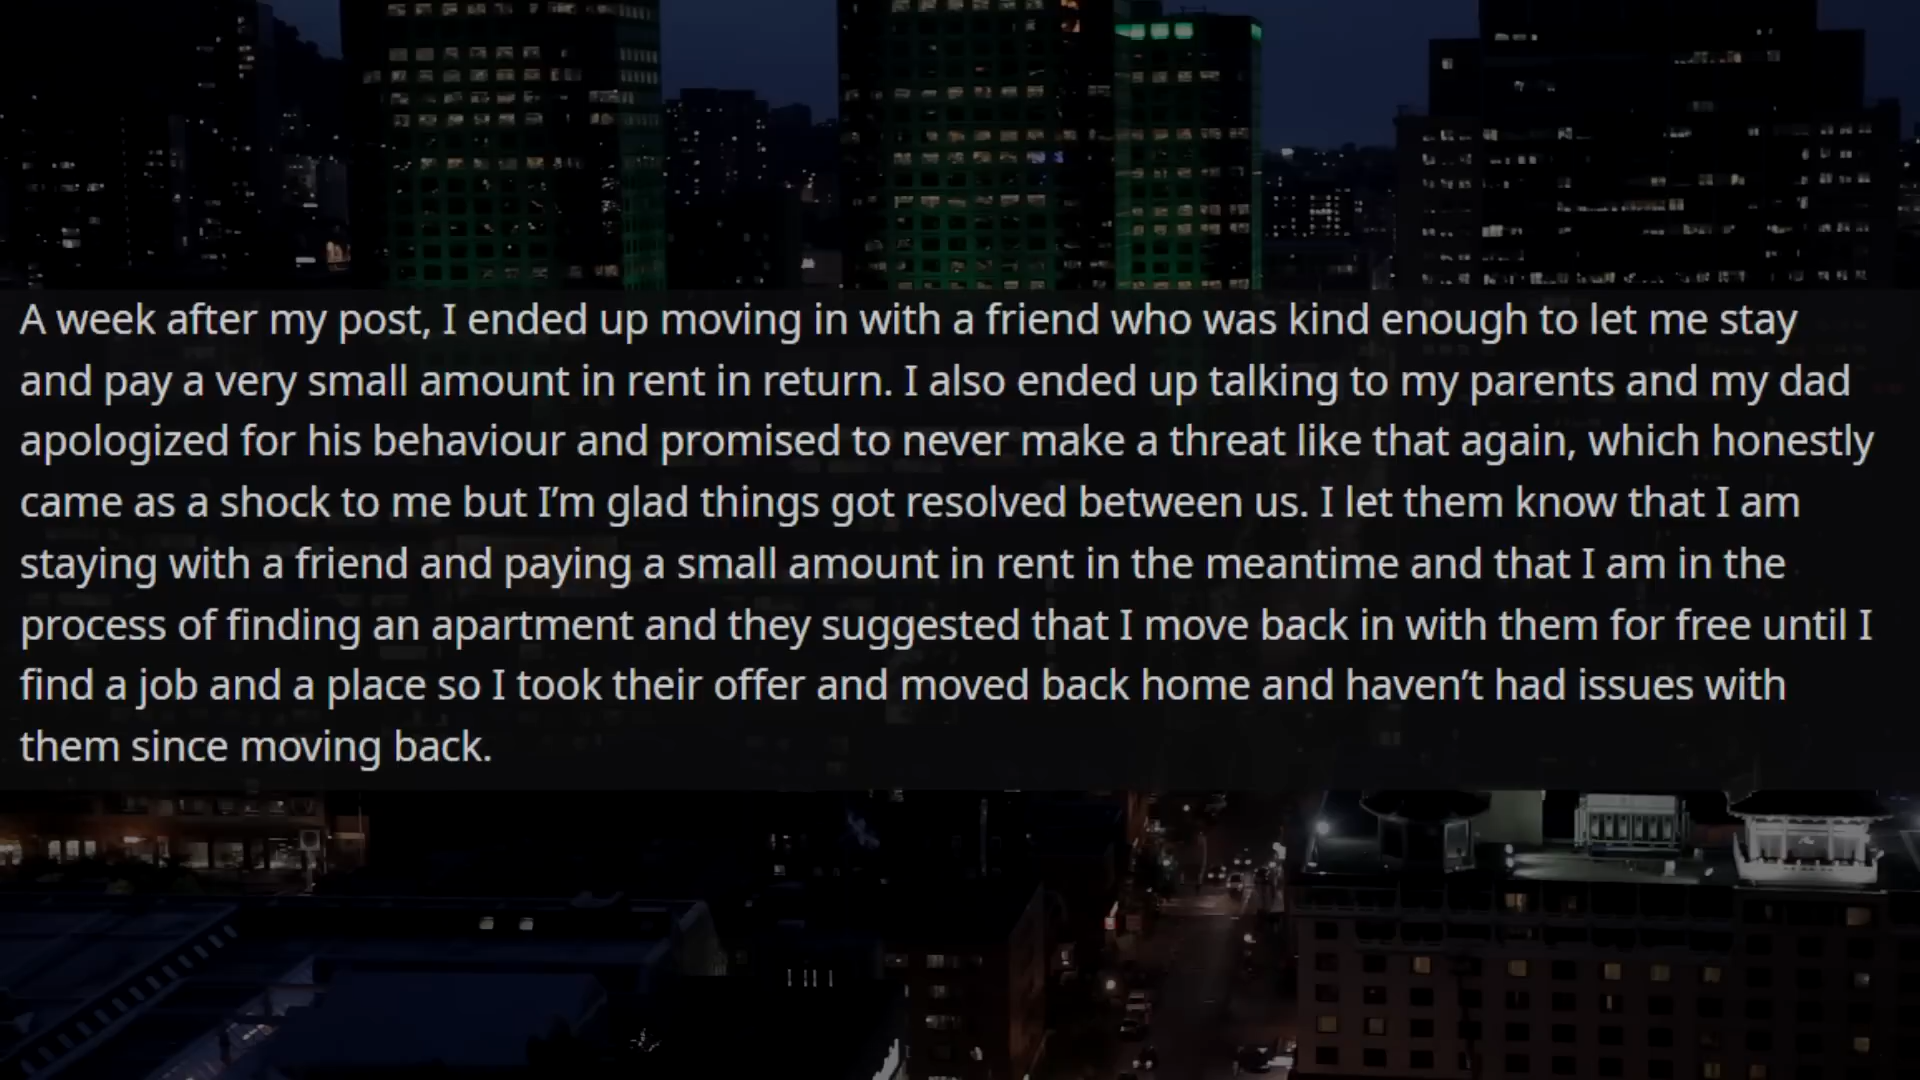 A week after my post, I ended up moving in with a friend who was kind enough to let me stay
and pay a very small amount in rent in return. I also ended up talking to my parents and my dad
apologized for his behaviour and promised to never make a threat like that again, which honestly
came as a shock to me but I’m glad things got resolved between us. I let them know that I am
staying with a friend and paying a small amount in rent in the meantime and that I am in the
process of finding an apartment and they suggested that I move back in with them for free until I
find a job and a place so I took their offer and moved back home and haven’t had issues with
them since moving back.